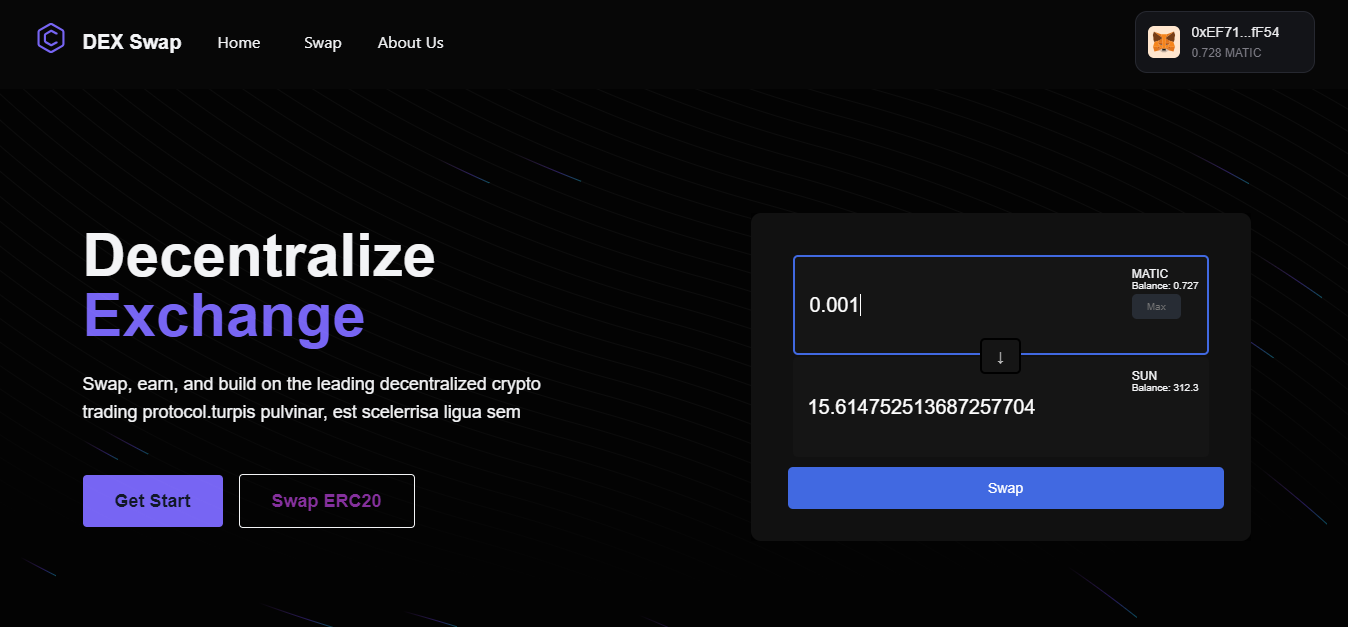 DEX Swap
Home
Swap
About Us
0xEF71...fF54
0.728 MATIC
Decentralize
Exchange
Swap, earn, and build on the leading decentralized crypto
trading protocol.turpis pulvinar, est scelerrisa ligua sem
Get Start
Swap ERC20
MATIC
Balance: 0.727
0.001
Max
↓
SUN
Balance: 312.3
15.614752513687257704
Swap